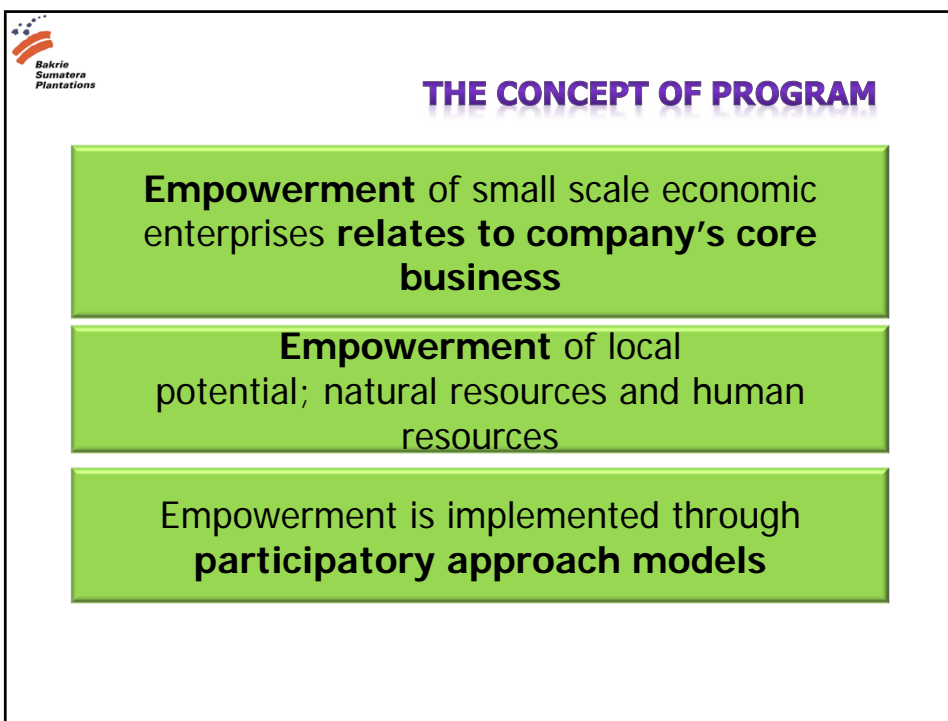 Bakrie
Sumatera
Plantations
THE CONCEPT OF PROGRAM
Empowerment of small scale economic
enterprises relates to company's core
business
Empowerment of local
potential; natural resources and human
resources
Empowerment is implemented through
participatory approach models